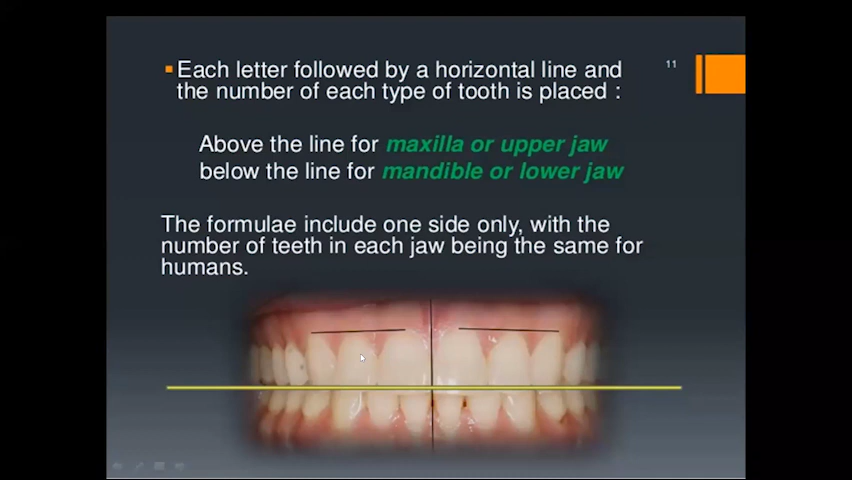 Each letter followed by a horizontal line and
11
the number of each type of tooth is placed :
Above the line for maxilla or upper jaw
below the line for mandible or lower jaw
The formulae include one side only, with the
number of teeth in each jaw being the same for
humans.